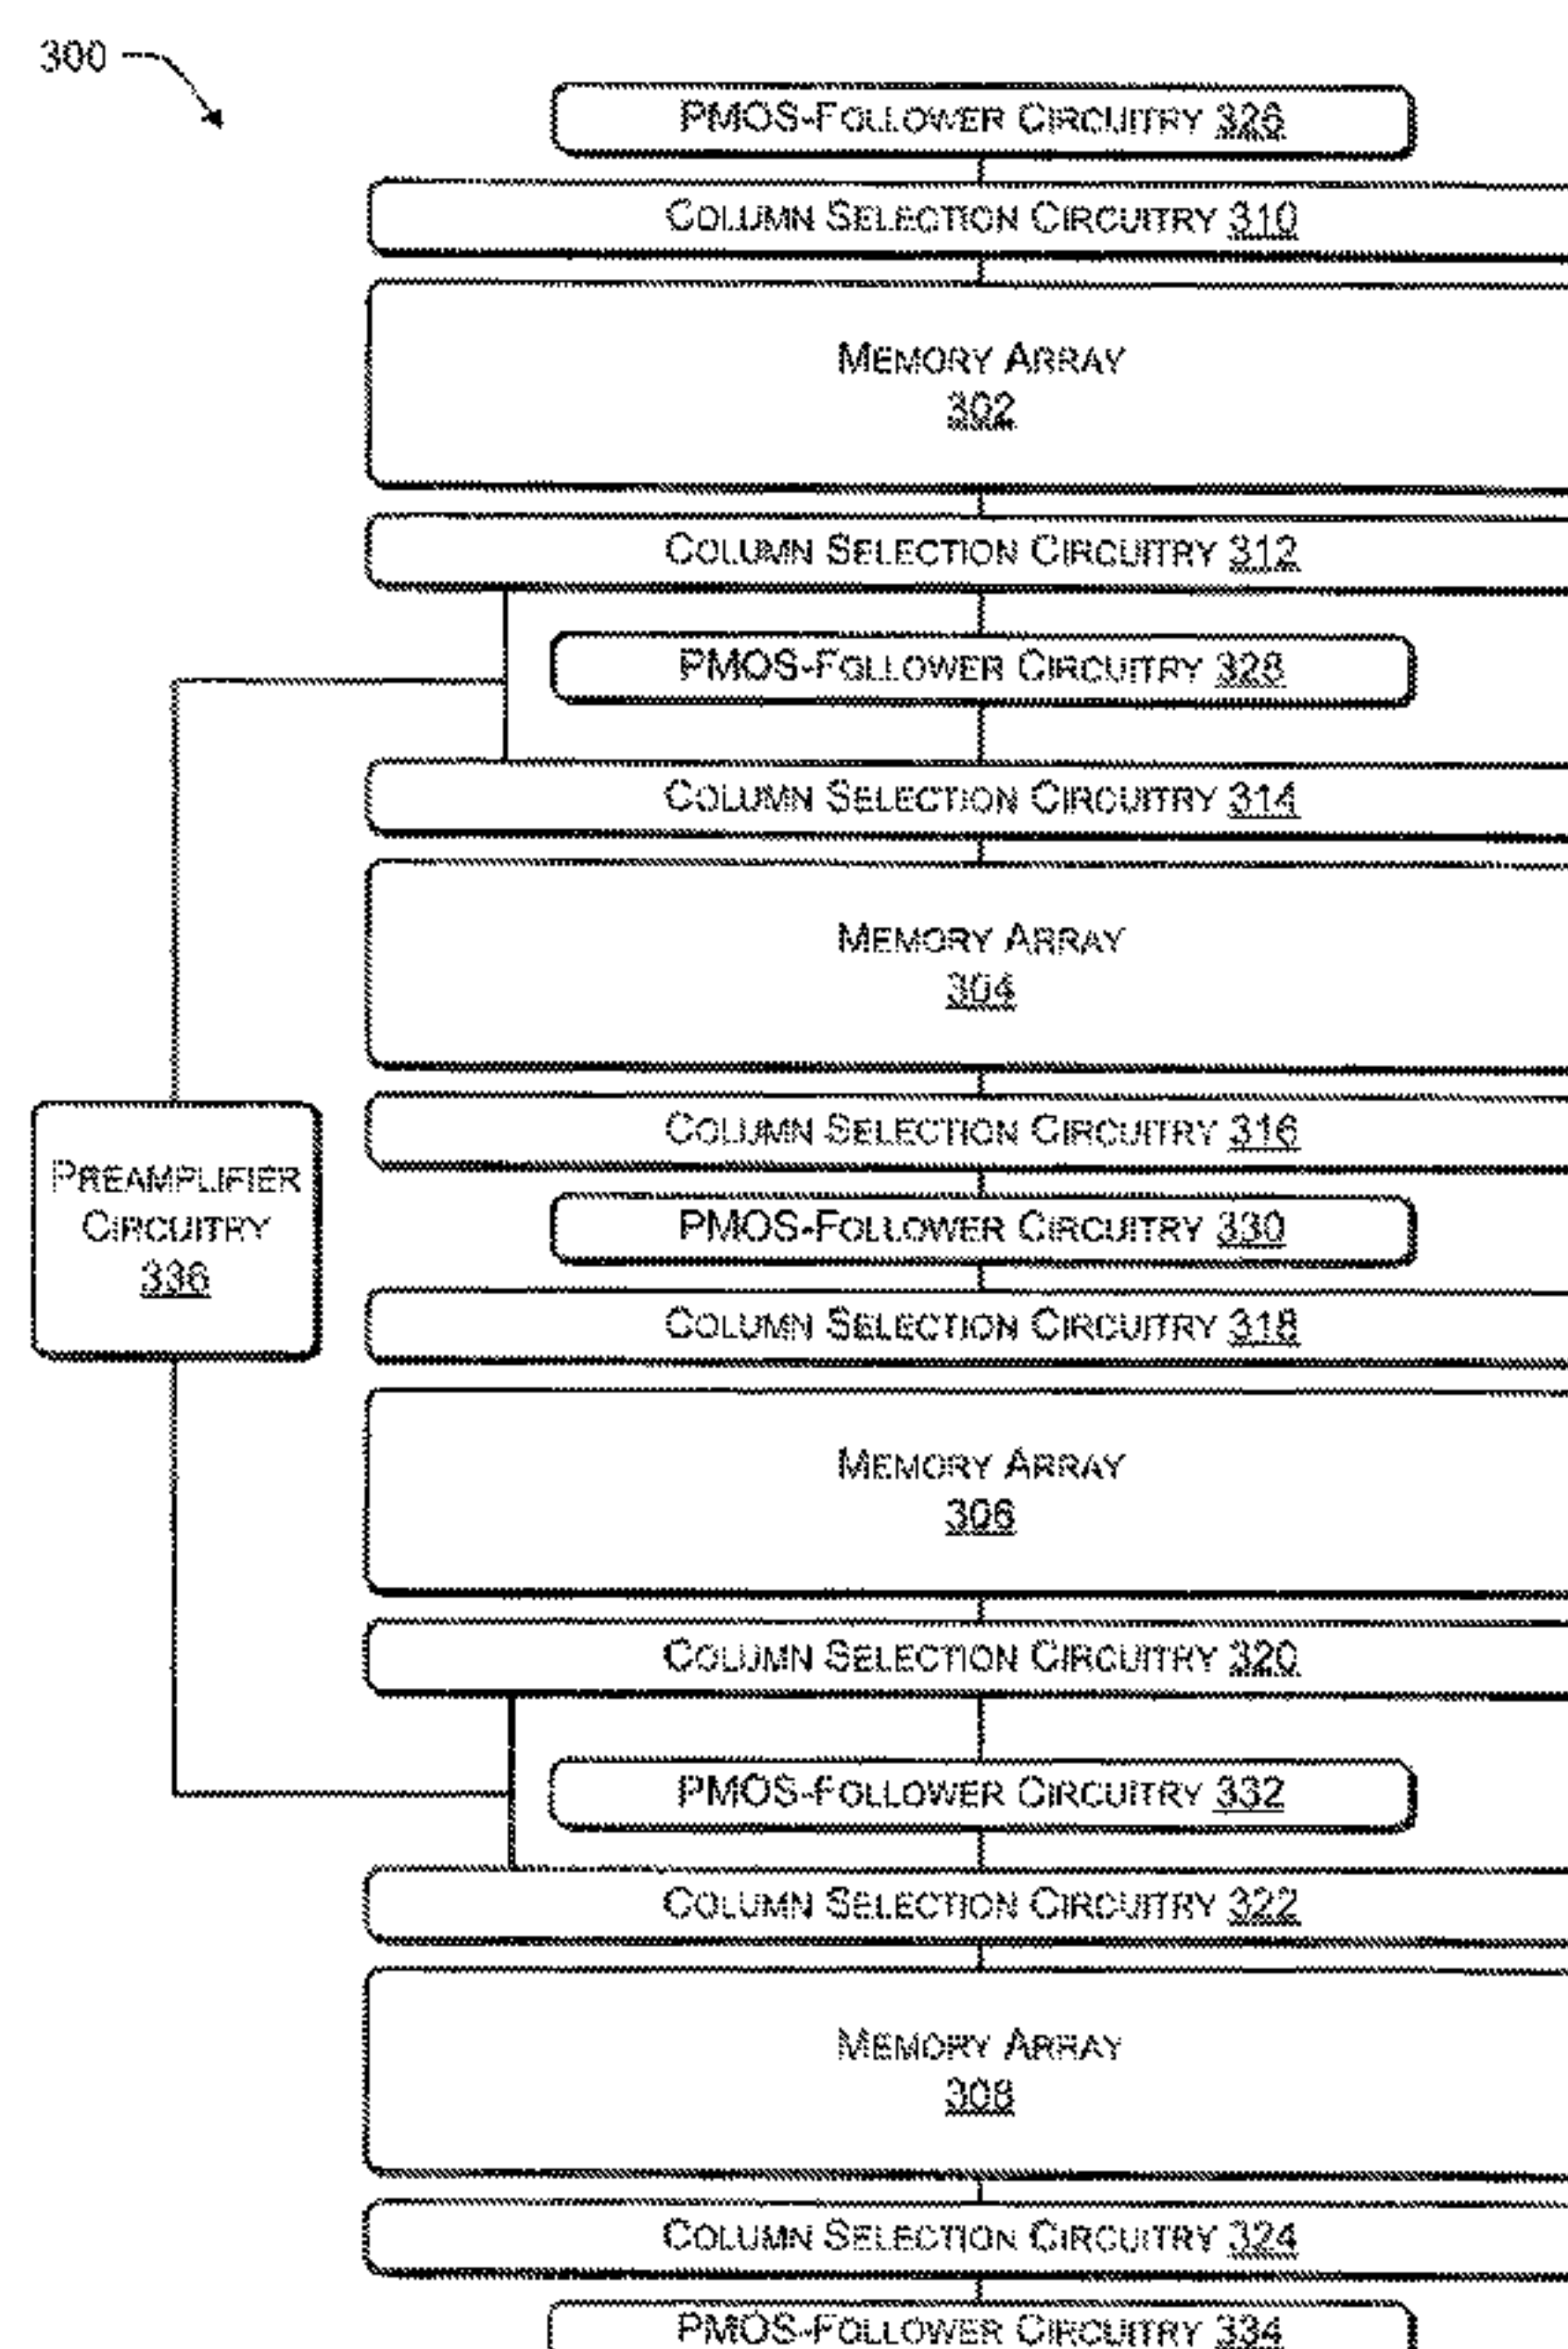 300
PMOS-FOLLOWER CIRCUITRY 326
COLUMN SELECTION CIRCUITRY 310
MEMORY ARRAY
302
COLUMN SELECTION CIRCUITRY 312
PMOS-FOLLOWER CIRCUITRY 328
COLUMN SELECTION CIRCUITRY 314
MEMORY ARRAY
304
COLUMN SELECTION CIRCUITRY 316
PREAMPLIFIER
CIRCUITRY
336
PMOS-FOLLOWER CIRCUITRY 330
COLUMN SELECTION CIRCUITRY 318
MEMORY ARRAY
306
COLUMN SELECTION CIRCUITRY 320
PMOS-FOLLOWER CIRCUITRY 332
COLUMN SELECTION CIRCUITRY 322
MEMORY ARRAY
308
COLUMN SELECTION CIRCUITRY 324
PMOS-FOLLOWER CIRCUITRY 334